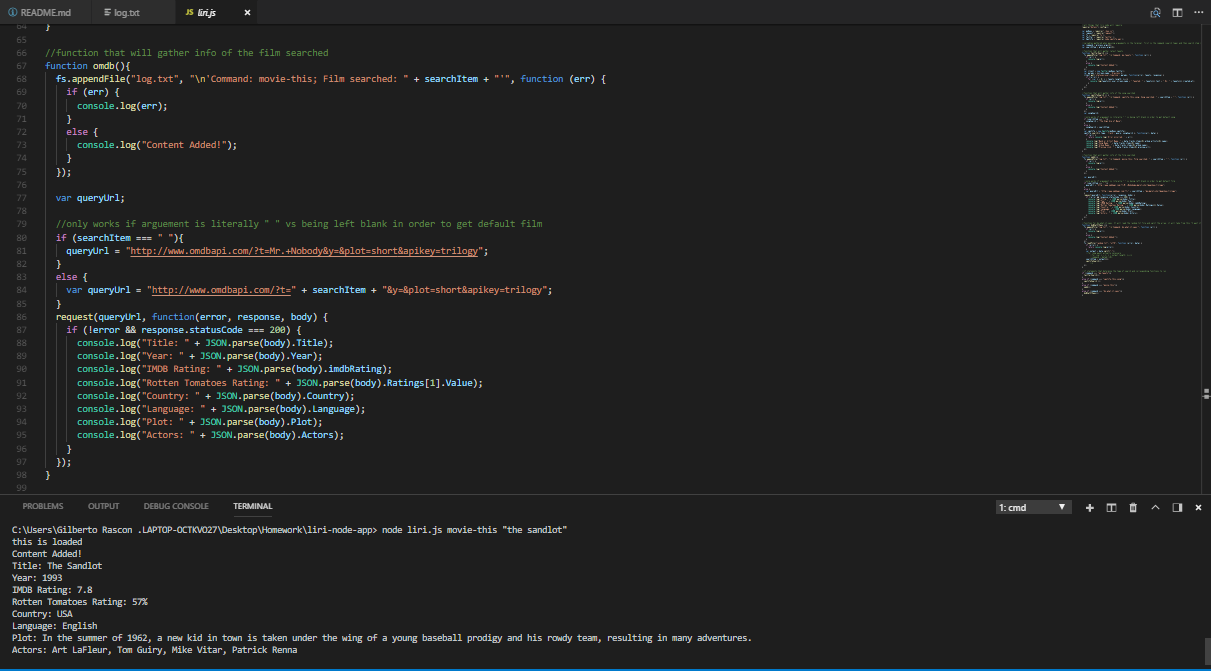 README.md log.txt JS liri.js ×
64 }
65
66 //function that will gather info of the film searched
67 function omdb(){
68 fs.appendFile("log.txt", "\n'Command: movie-this; Film searched: " + searchItem + "'", function (err) {
69 if (err) {
70 console.log(err);
71 }
72 else {
73 console.log("Content Added!");
74 }
75 });
76
77 var queryUrl;
78
79 //only works if arguement is literally " " vs being left blank in order to get default film
80 if (searchItem === " "){
81 queryUrl = "http://www.omdbapi.com/?t=Mr.+Nobody&y=&plot=short&apikey=trilogy";
82 }
83 else {
84 var queryUrl = "http://www.omdbapi.com/?t=" + searchItem + "&y=&plot=short&apikey=trilogy";
85 }
86 request(queryUrl, function(error, response, body) {
87 if (!error && response.statusCode === 200) {
88 console.log("Title: " + JSON.parse(body).Title);
89 console.log("Year: " + JSON.parse(body).Year);
90 console.log("IMDB Rating: " + JSON.parse(body).imdbRating);
91 console.log("Rotten Tomatoes Rating: " + JSON.parse(body).Ratings[1].Value);
92 console.log("Country: " + JSON.parse(body).Country);
93 console.log("Language: " + JSON.parse(body).Language);
94 console.log("Plot: " + JSON.parse(body).Plot);
95 console.log("Actors: " + JSON.parse(body).Actors);
96 }
97 });
98 }
99
PROBLEMS OUTPUT DEBUG CONSOLE TERMINAL 1: cmd
C:\Users\Gilberto Rascon .LAPTOP-OCTKVO27\Desktop\Homework\liri-node-app> node liri.js movie-this "the sandlot"
this is loaded
Content Added!
Title: The Sandlot
Year: 1993
IMDB Rating: 7.8
Rotten Tomatoes Rating: 57%
Country: USA
Language: English
Plot: In the summer of 1962, a new kid in town is taken under the wing of a young baseball prodigy and his rowdy team, resulting in many adventures.
Actors: Art LaFleur, Tom Guiry, Mike Vitar, Patrick Renna